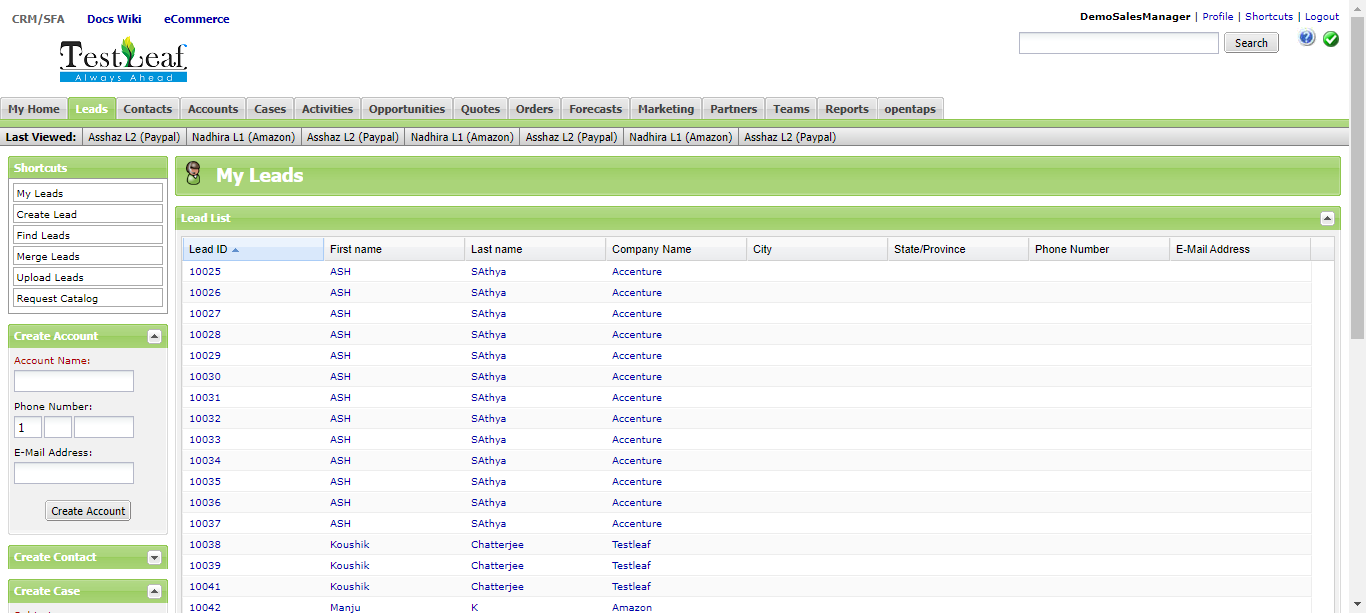 CRM/SFA Docs Wiki eCommerce
DemoSalesManager | Profile | Shortcuts | Logout
TestLeaf
Always Ahead
Search
My Home Leads Contacts Accounts Cases Activities Opportunities Quotes Orders Forecasts Marketing Partners Teams Reports opentaps
Last Viewed: Asshaz L2 (Paypal) Nadhira L1 (Amazon) Asshaz L2 (Paypal) Nadhira L1 (Amazon) Asshaz L2 (Paypal) Nadhira L1 (Amazon) Asshaz L2 (Paypal)
Shortcuts
My Leads
Create Lead
Find Leads
Merge Leads
Upload Leads
Request Catalog
Create Account
Account Name:
Phone Number:
1
E-Mail Address:
Create Account
Create Contact
Create Case
My Leads
Lead List
Lead ID First name Last name Company Name City State/Province Phone Number E-Mail Address
10025 ASH SAthya Accenture
10026 ASH SAthya Accenture
10027 ASH SAthya Accenture
10028 ASH SAthya Accenture
10029 ASH SAthya Accenture
10030 ASH SAthya Accenture
10031 ASH SAthya Accenture
10032 ASH SAthya Accenture
10033 ASH SAthya Accenture
10034 ASH SAthya Accenture
10035 ASH SAthya Accenture
10036 ASH SAthya Accenture
10037 ASH SAthya Accenture
10038 Koushik Chatterjee Testleaf
10039 Koushik Chatterjee Testleaf
10041 Koushik Chatterjee Testleaf
10042 Manju K Amazon